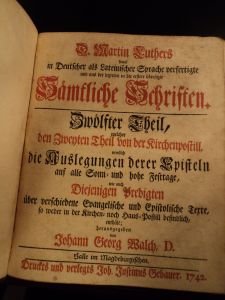 D. Martin Luthers
sowol
in Deutscher als Lateinischer Sprache verfertigte
und aus der letztern in die erstere übersetzte
Sämtliche Schriften.
Zwölfter Theil,
welcher
den Zweyten Theil von der Kirchenpostill,
nemlich
die Auslegungen derer Episteln
auf alle Sonn- und hohe Festtage,
wie auch
Diejenigen Predigten
über verschiedene Evangelische und Epistolische Texte,
so weder in der Kirchen- noch Haus-Postill befindlich,
enthält;
herausgegeben
von
Johann Georg Walch, D.
Halle im Magdeburgischen,
Druckts und verlegts Joh. Justinus Gebauer. 1742.